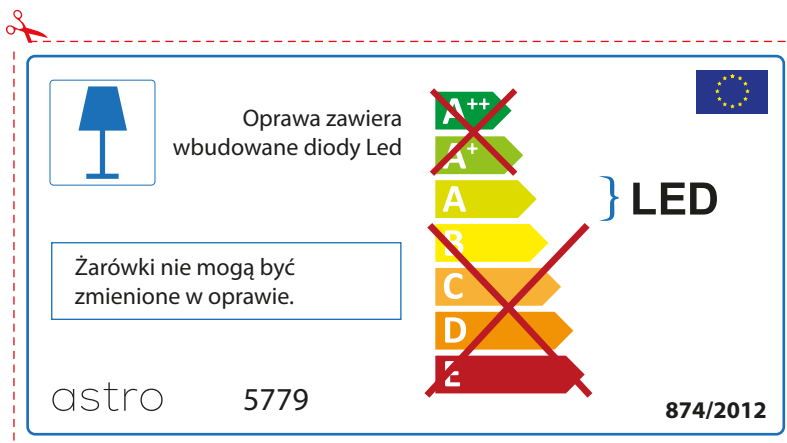 Oprawa zawiera
wbudowane diody Led
Żarówki nie mogą być
zmienione w oprawie.
A++
A+
A
B
C
D
E
LED
astro
5779
874/2012